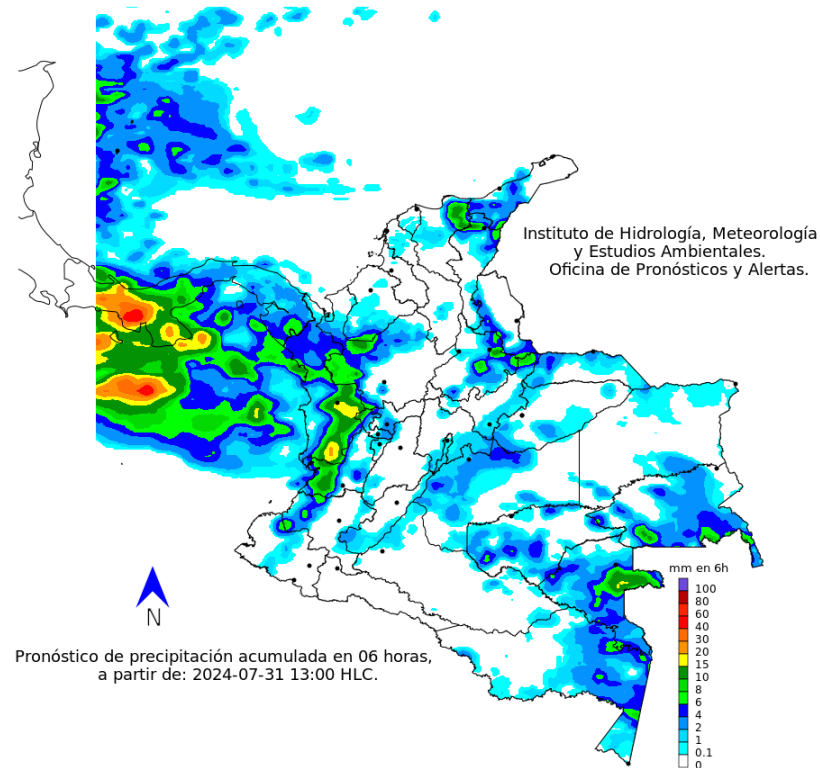 Instituto de Hidrología, Meteorología
y Estudios Ambientales.
Oficina de Pronósticos y Alertas.
mm en 6h
100
80
60
40
30
20
15
10
8
6
4
2
1
0.1
0
N
Pronóstico de precipitación acumulada en 06 horas,
a partir de: 2024-07-31 13:00 HLC.